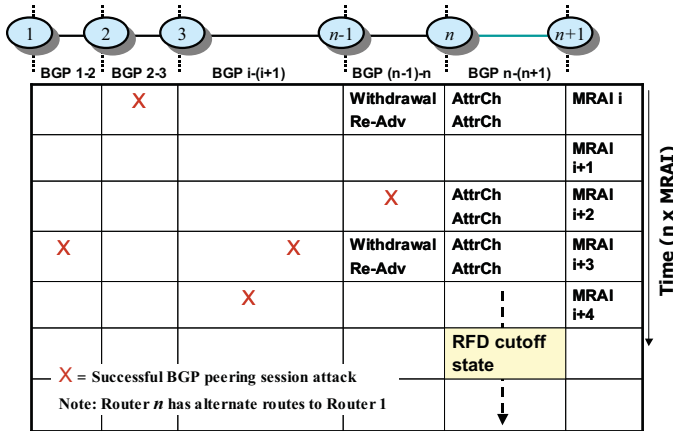 1 2 3 n-1 n n+1
BGP 1-2 BGP 2-3 BGP i-(i+1) BGP (n-1)-n BGP n-(n+1)
X Withdrawal AttrCh MRAI i
Re-Adv AttrCh
MRAI
i+1
X AttrCh MRAI
AttrCh i+2
X X Withdrawal AttrCh MRAI
Re-Adv AttrCh i+3
X MRAI
i+4
RFD cutoff
state
X = Successful BGP peering session attack
Note: Router n has alternate routes to Router 1
Time (n x MRAI)